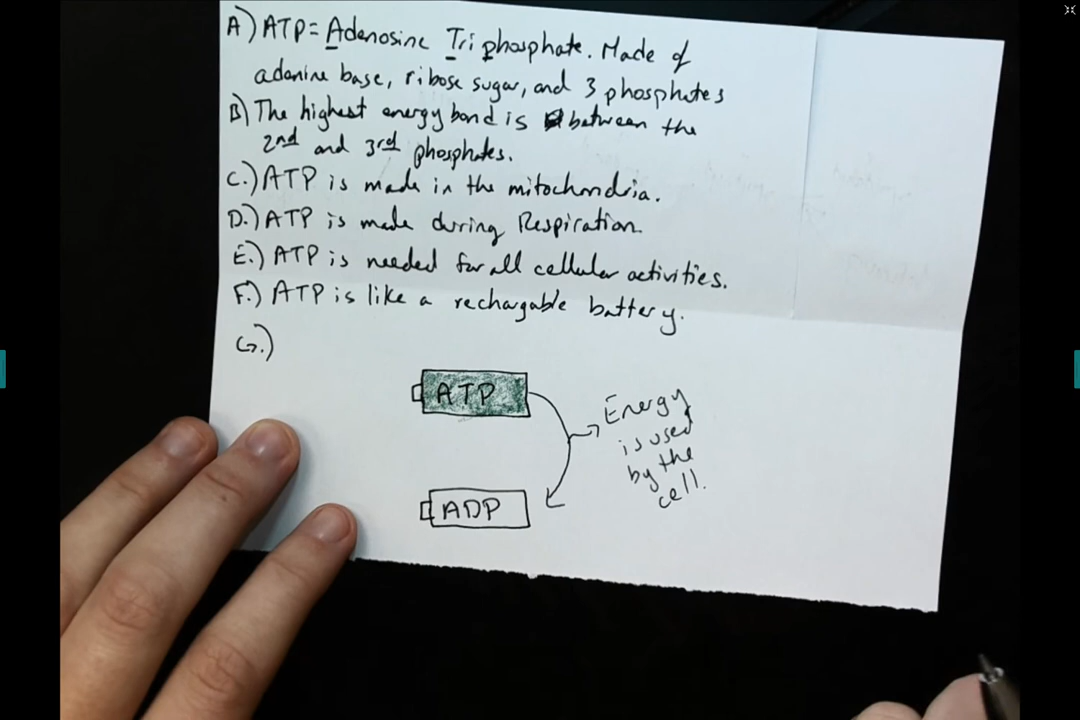 A) ATP = Adenosine Triphosphate. Made of
adenine base, ribose sugar, and 3 phosphates
B) The highest energy bond is between the
2nd and 3rd phosphates.
C.) ATP is made in the mitochondria.
D.) ATP is made during Respiration.
E.) ATP is needed for all cellular activities.
F.) ATP is like a rechargable battery.
G.)
ATP
Energy
is used
by the
cell.
ADP